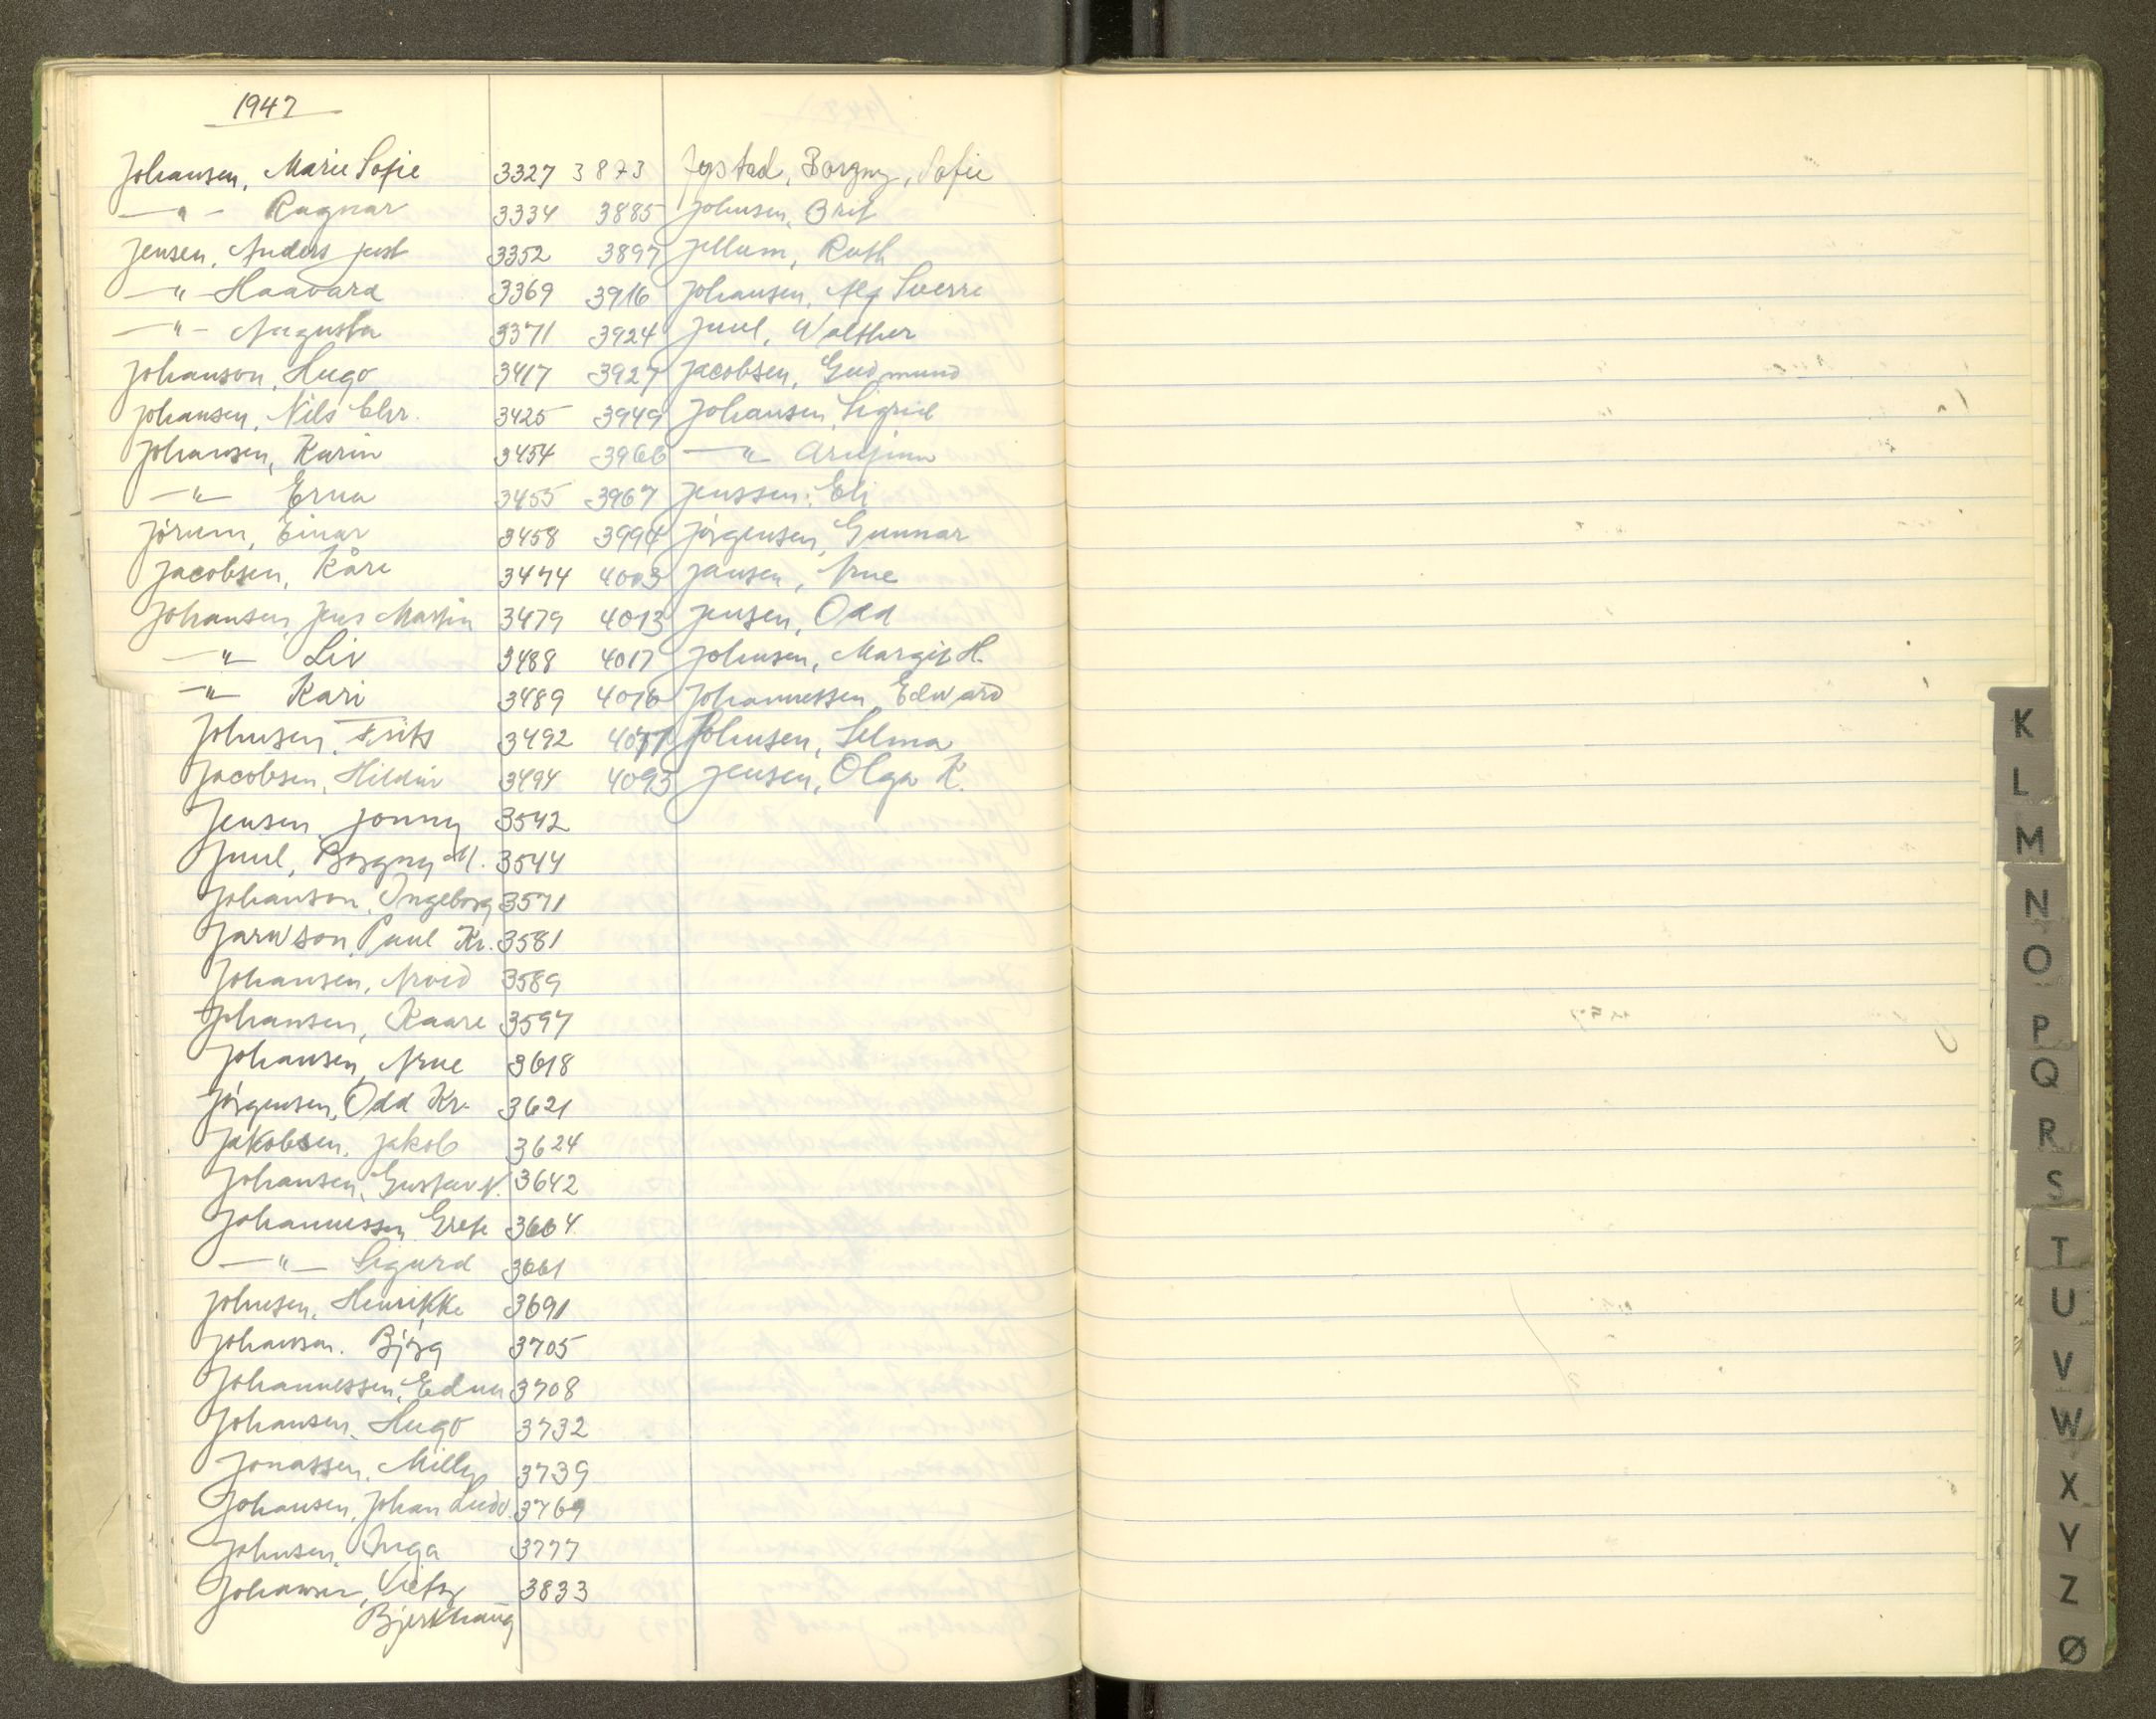 1947
Johansen, Marie Sofie 3327 3873 Jystad, Borgny, Sofie
—"— Ragnar 3334 3885 Johnsen, Brit
Jensen, Anders Just 3352 3897 Jellum, Ruth
—"— Haavard 3369 3916 Johansen, Alf Sverre
—"— Augusta 3371 3924 Juul, Walther
Johanson, Hugo 3417 3927 Jacobsen, Gudmund
Johansen, Nils Chr. 3425 3949 Johansen, Sigrid
Johansen, Karin 3454 3966 —"— Arnfinn
—"— Erna 3455 3967 Jenssen, Eli
Jórum, Einar 3458 3994 Jörgensen, Gunnar
Jacobsen, Kåre 3474 4003 Jansen, Arne
Johansen, Jens Martin 3479 4013 Jensen, Odd
—"— Liv 3488 4017 Johnsen, Margit H.
—"— Kari 3489 4016 Johannessen, Edward
Johnsen, Frits 3492 4077 Johnsen, Selma
Jacobsen, Hildur 3494 4093 Jensen, Olga K.
Jensen, Jonny 3542
Juul, Borgny M. 3544
Johanson, Ingeborg 3571
Jarwson, Paul Kr. 3581
Johansen, Arvid 3589
Johansen, Kaare 3597
Johansen, Arne 3618
Jörgensen, Odd Kr. 3621
Jakobsen, Jakob 3624
Johansen, Gustav A. 3642
Johannessen Grete 3664
—"— Sigurd 3661
Johnsen, Henrikke 3691
Johansen. Björg 3705
Johannessen, Edna 3708
Johansen, Hugo 3732
Jonassen, Milly 3739
Johansen, Johan Ludv. 3769
Johnsen, Inga 3777
Johansen, 3833
Bjerkhaug
K
L
M
N
O
P
Q
R
S
T
U
V
W
X
Y
Z
Ø